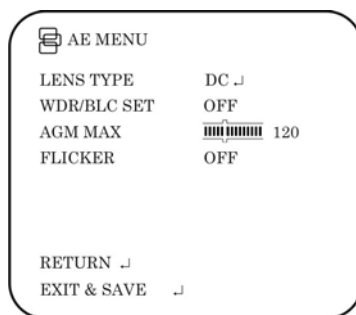 AE MENU
LENS TYPE DC ↵
WDR/BLC SET OFF
AGM MAX 120
FLICKER OFF
RETURN ↵
EXIT & SAVE ↵